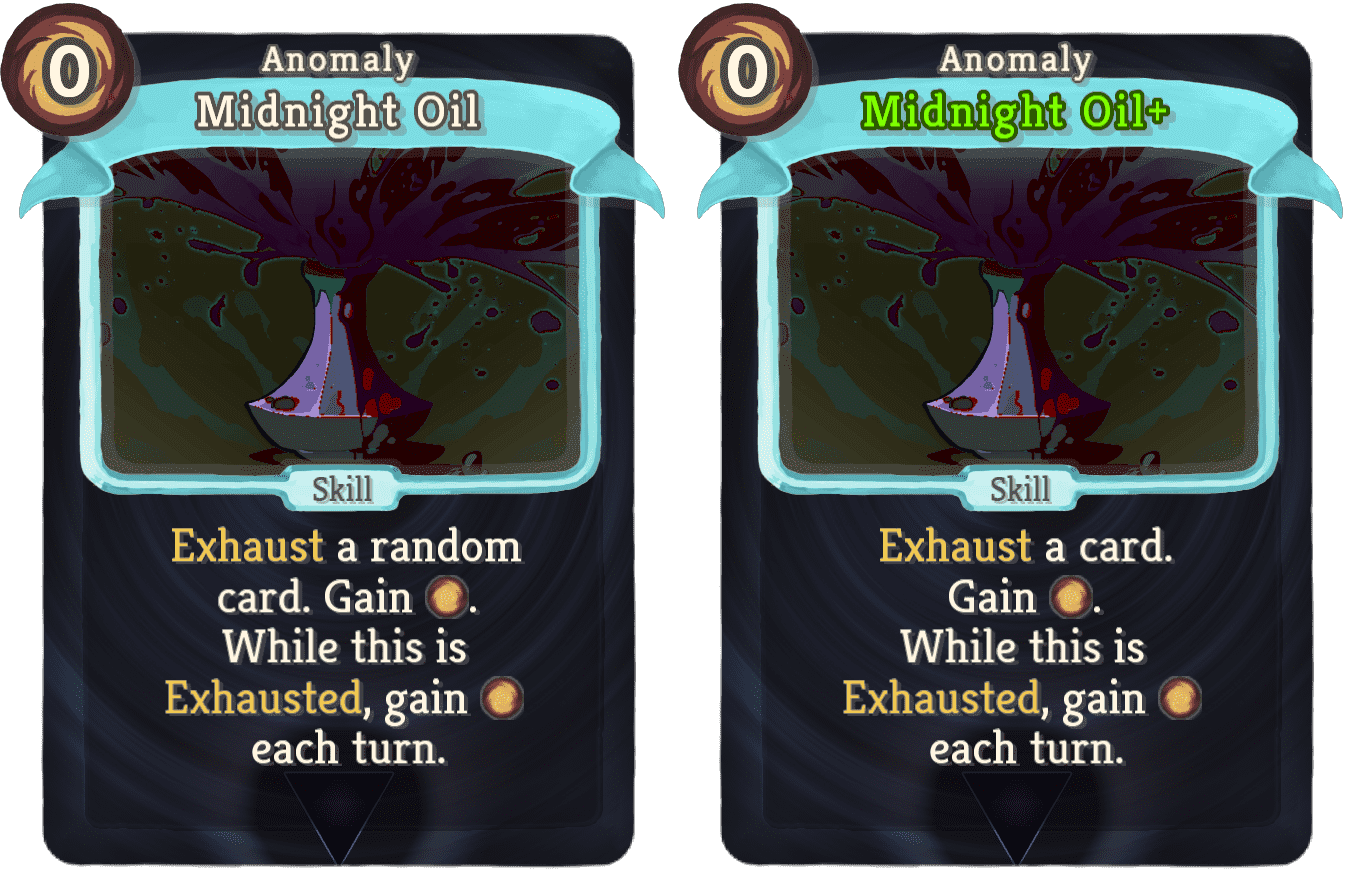 0
Anomaly
Midnight Oil
Skill
Exhaust a random
card. Gain .
While this is
Exhausted, gain
each turn.
0
Anomaly
Midnight Oil+
Skill
Exhaust a card.
Gain .
While this is
Exhausted, gain
each turn.